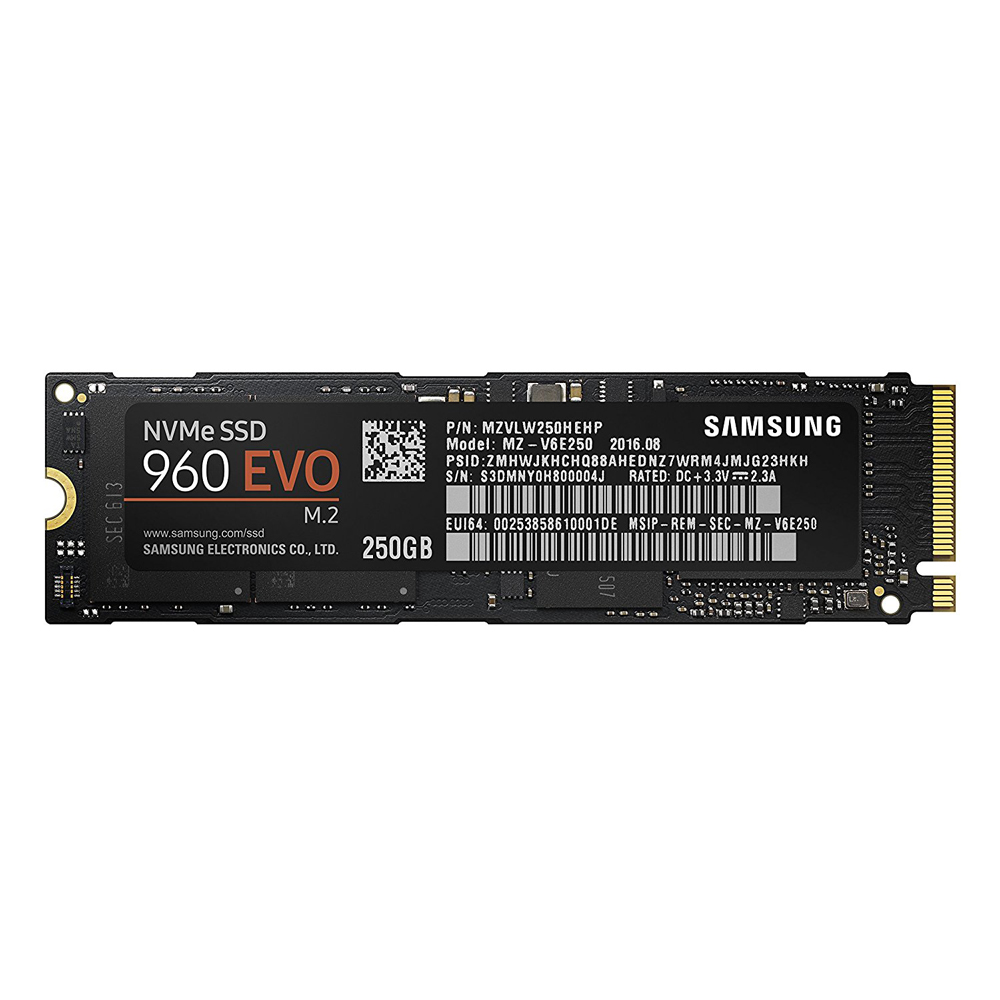 NVMe SSD
960 EVO
M.2
www.samsung.com/ssd
SAMSUNG ELECTRONICS CO., LTD.
250GB
P/N: MZVLW250HEHP
Model: MZ-V6E250 2016.08
PSID:ZMHWJKHCHQ88AHEDNZ7WRM4JMJG23HKH
S/N: S3DMNY0H800004J RATED: DC+3.3V⎓2.3A
EUI64: 00253858610001DE MSIP-REM-SEC-MZ-V6E250
SAMSUNG
SEC 613
507